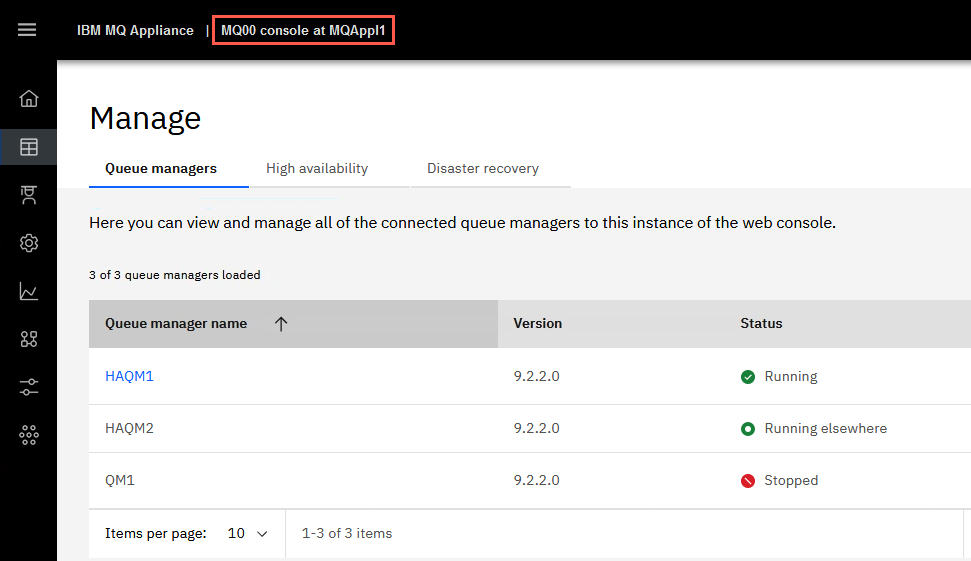 IBM MQ Appliance | MQ00 console at MQAppl1
Manage
Queue managers High availability Disaster recovery
Here you can view and manage all of the connected queue managers to this instance of the web console.
3 of 3 queue managers loaded
Queue manager name Version Status
HAQM1 9.2.2.0 Running
HAQM2 9.2.2.0 Running elsewhere
QM1 9.2.2.0 Stopped
Items per page: 10 1-3 of 3 items